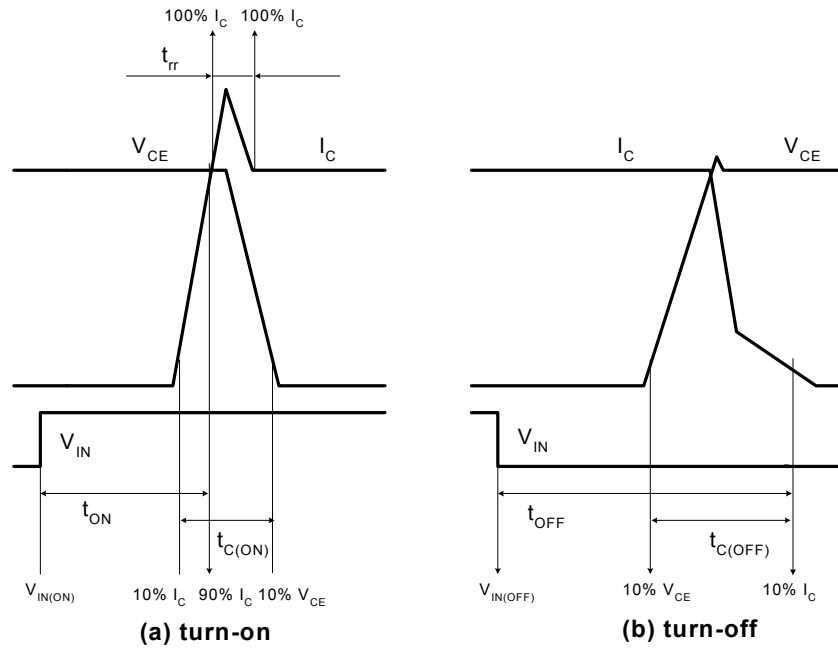 100% I_C 100% I_C
t_rr
V_CE I_C I_C V_CE
V_IN V_IN
t_ON t_OFF
t_C(ON) t_C(OFF)
V_IN(ON) 10% I_C 90% I_C 10% V_CE V_IN(OFF) 10% V_CE 10% I_C
(a) turn-on (b) turn-off